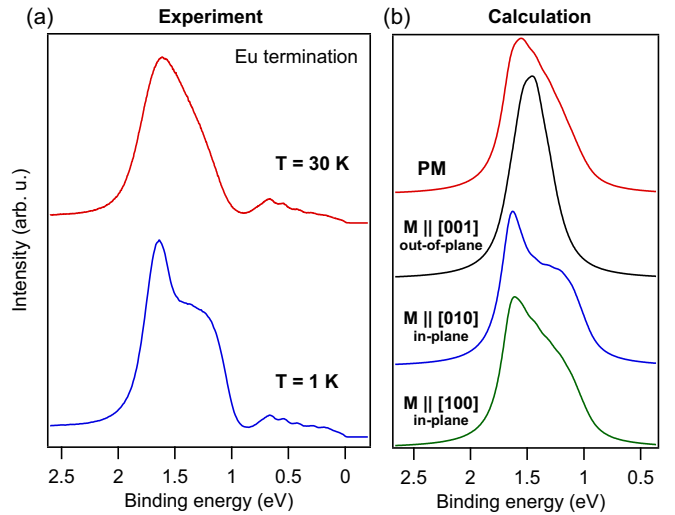 (a) Experiment
Eu termination
T = 30 K
T = 1 K
Intensity (arb. u.)
2.5 2 1.5 1 0.5 0
Binding energy (eV)
(b) Calculation
PM
M || [001]
out-of-plane
M || [010]
in-plane
M || [100]
in-plane
2.5 2 1.5 1 0.5
Binding energy (eV)